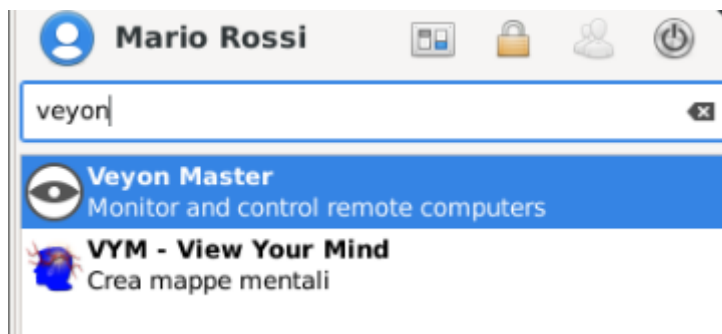 Mario Rossi
veyon
Veyon Master
Monitor and control remote computers
VYM - View Your Mind
Crea mappe mentali